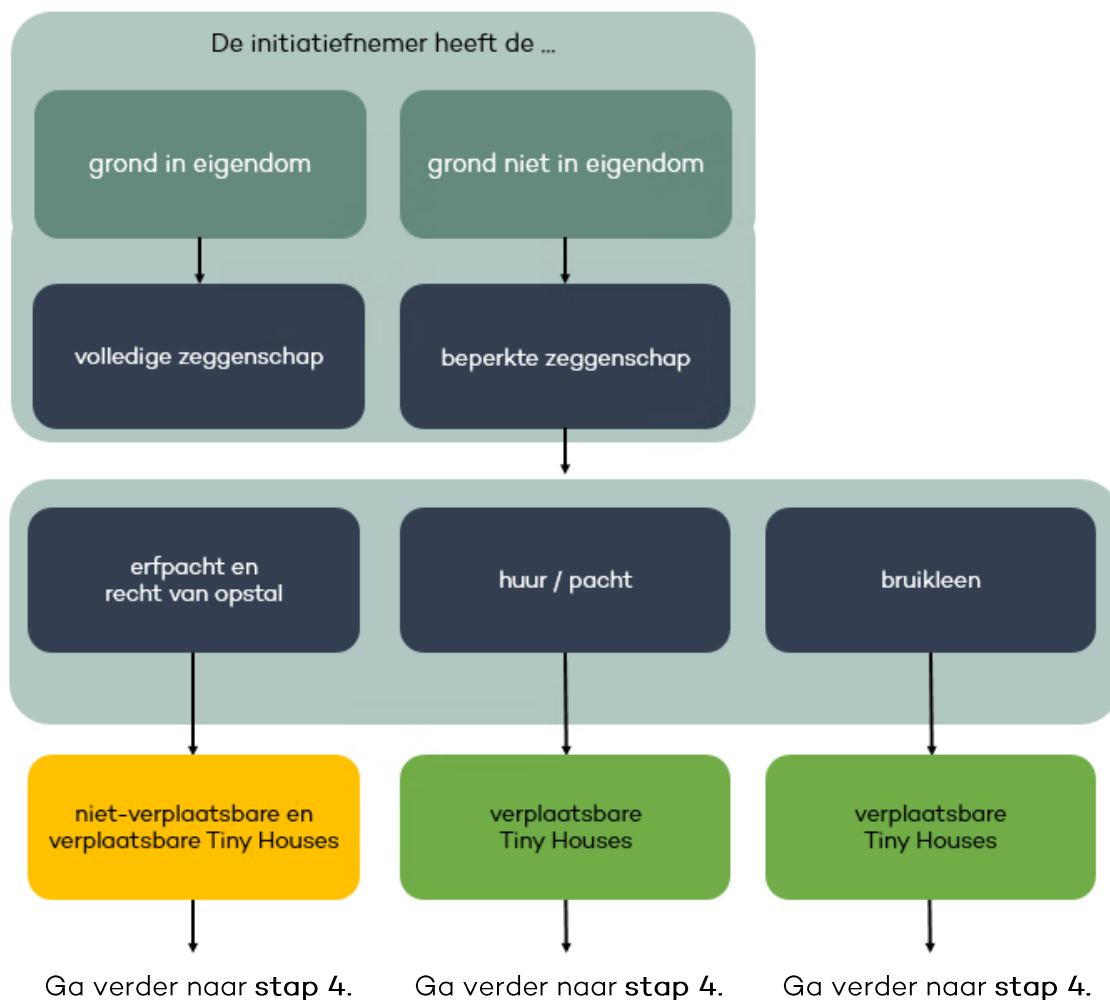 De initiatiefnemer heeft de ...
grond in eigendom
grond niet in eigendom
volledige zeggenschap
beperkte zeggenschap
erfpacht en
recht van opstal
huur / pacht
bruikleen
niet-verplaatsbare en
verplaatsbare Tiny Houses
verplaatsbare
Tiny Houses
verplaatsbare
Tiny Houses
Ga verder naar stap 4.
Ga verder naar stap 4.
Ga verder naar stap 4.